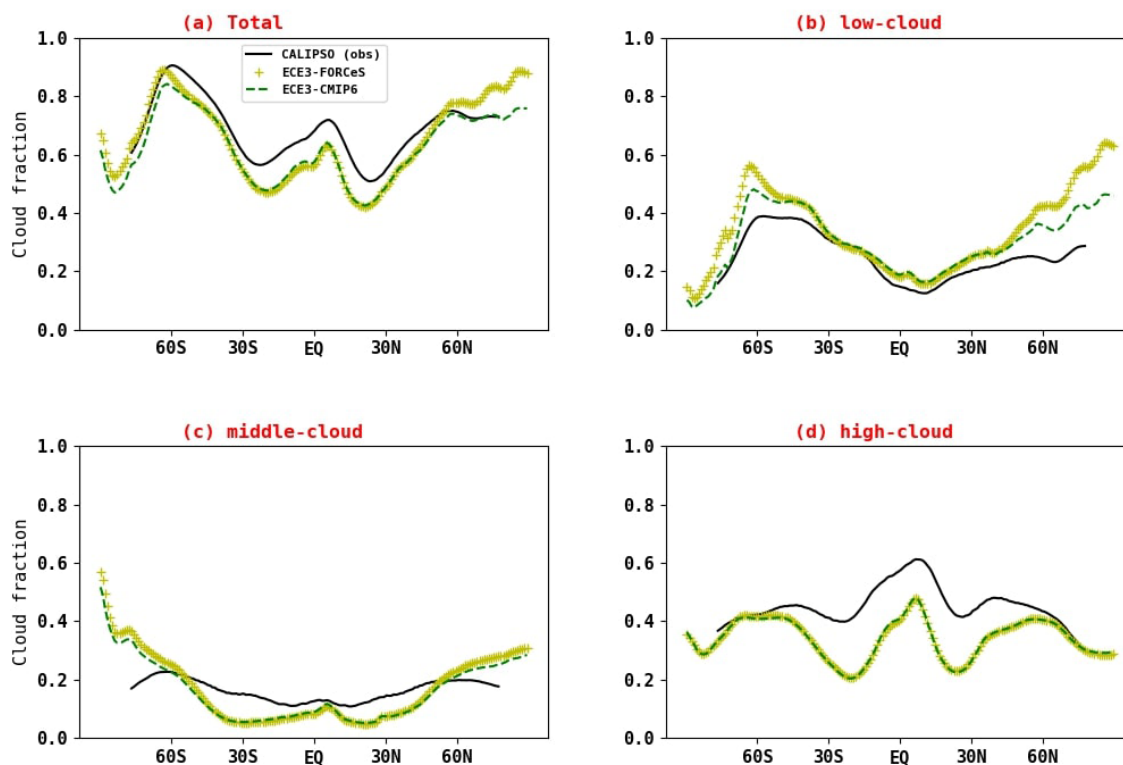 (a) Total
(b) low-cloud
1.0
0.8
0.6
0.4
0.2
0.0
Cloud fraction
CALIPSO (obs)
ECE3-FORCeS
ECE3-CMIP6
60S 30S EQ 30N 60N
1.0
0.8
0.6
0.4
0.2
0.0
60S 30S EQ 30N 60N
(c) middle-cloud
(d) high-cloud
1.0
0.8
0.6
0.4
0.2
0.0
Cloud fraction
60S 30S EQ 30N 60N
1.0
0.8
0.6
0.4
0.2
0.0
60S 30S EQ 30N 60N